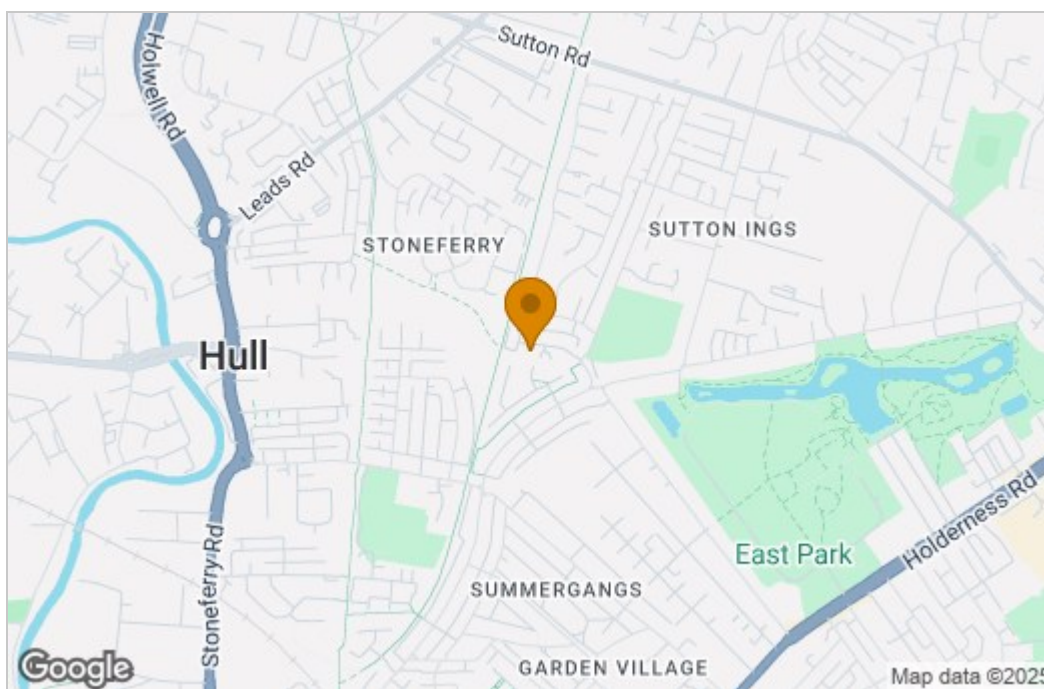 Sutton Rd
Holwell Rd
Leads Rd
STONEFERRY
SUTTON INGS
Hull
Holderness Rd
East Park
Stoneferry Rd
SUMMERGANGS
GARDEN VILLAGE
Google
Map data ©2025